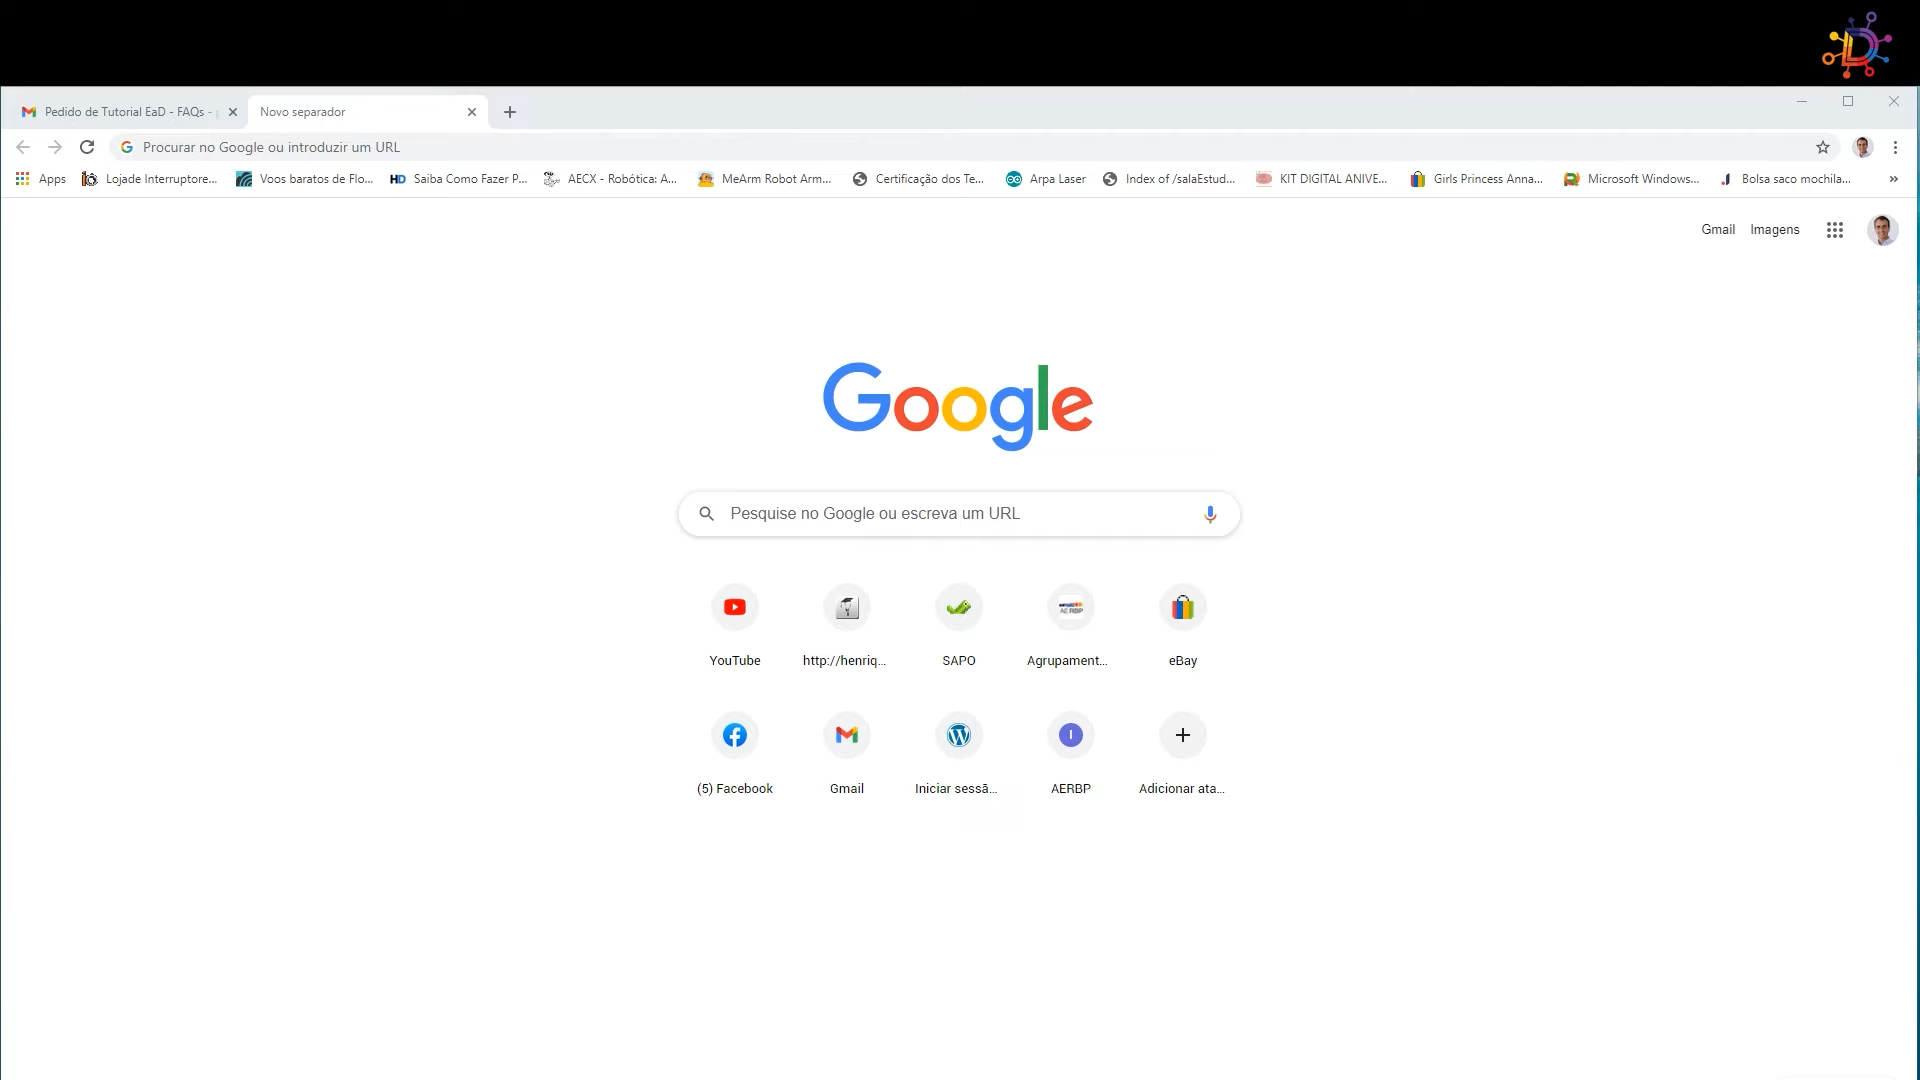 Pedido de Tutorial EaD - FAQs -
Novo separador
Procurar no Google ou introduzir um URL
Apps
Lojade Interruptore...
Voos baratos de Flo...
HD Saiba Como Fazer P...
AECX - Robótica: A...
MeArm Robot Arm...
Certificação dos Te...
Arpa Laser
Index of /salaEstud...
KIT DIGITAL ANIVE...
Girls Princess Anna...
Microsoft Windows...
Bolsa saco mochila...
»
Gmail
Imagens
Google
Pesquise no Google ou escreva um URL
YouTube
http://henriq...
AERBP
SAPO
Agrupament...
eBay
I
(5) Facebook
Gmail
Iniciar sessã...
AERBP
Adicionar ata...